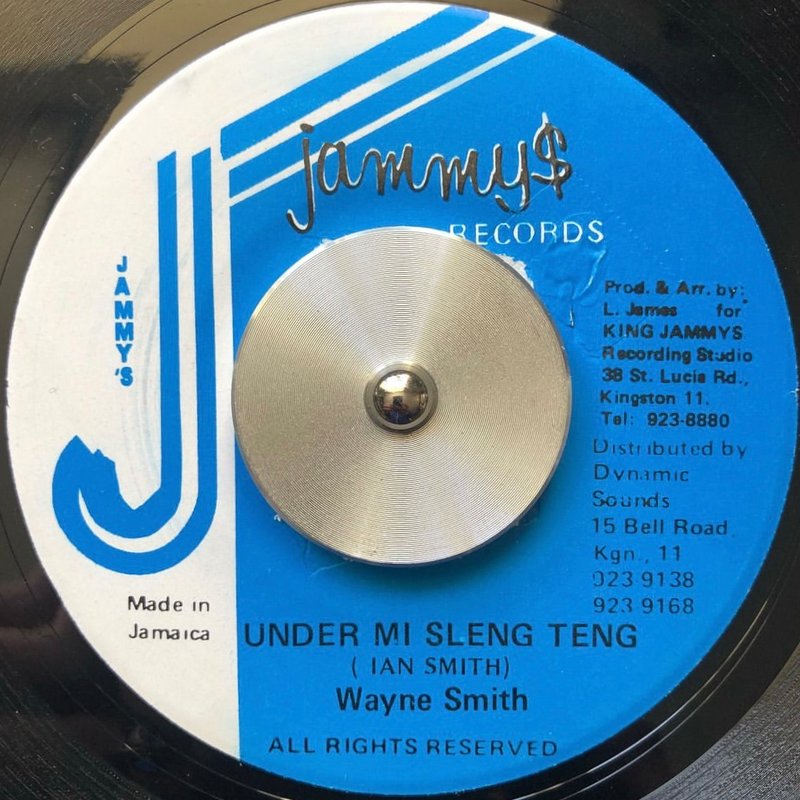 jammy$
RECORDS
JAMMY'S
Prod. & Arr. by:
L. James for
KING JAMMYS
Recording Studio
38 St. Lucia Rd.,
Kingston 11.
Tel: 923-8880
Distributed by
Dynamic
Sounds
15 Bell Road,
Kgn., 11
923 9138
923 9168
Made in
Jamaica
UNDER MI SLENG TENG
( IAN SMITH)
Wayne Smith
ALL RIGHTS RESERVED